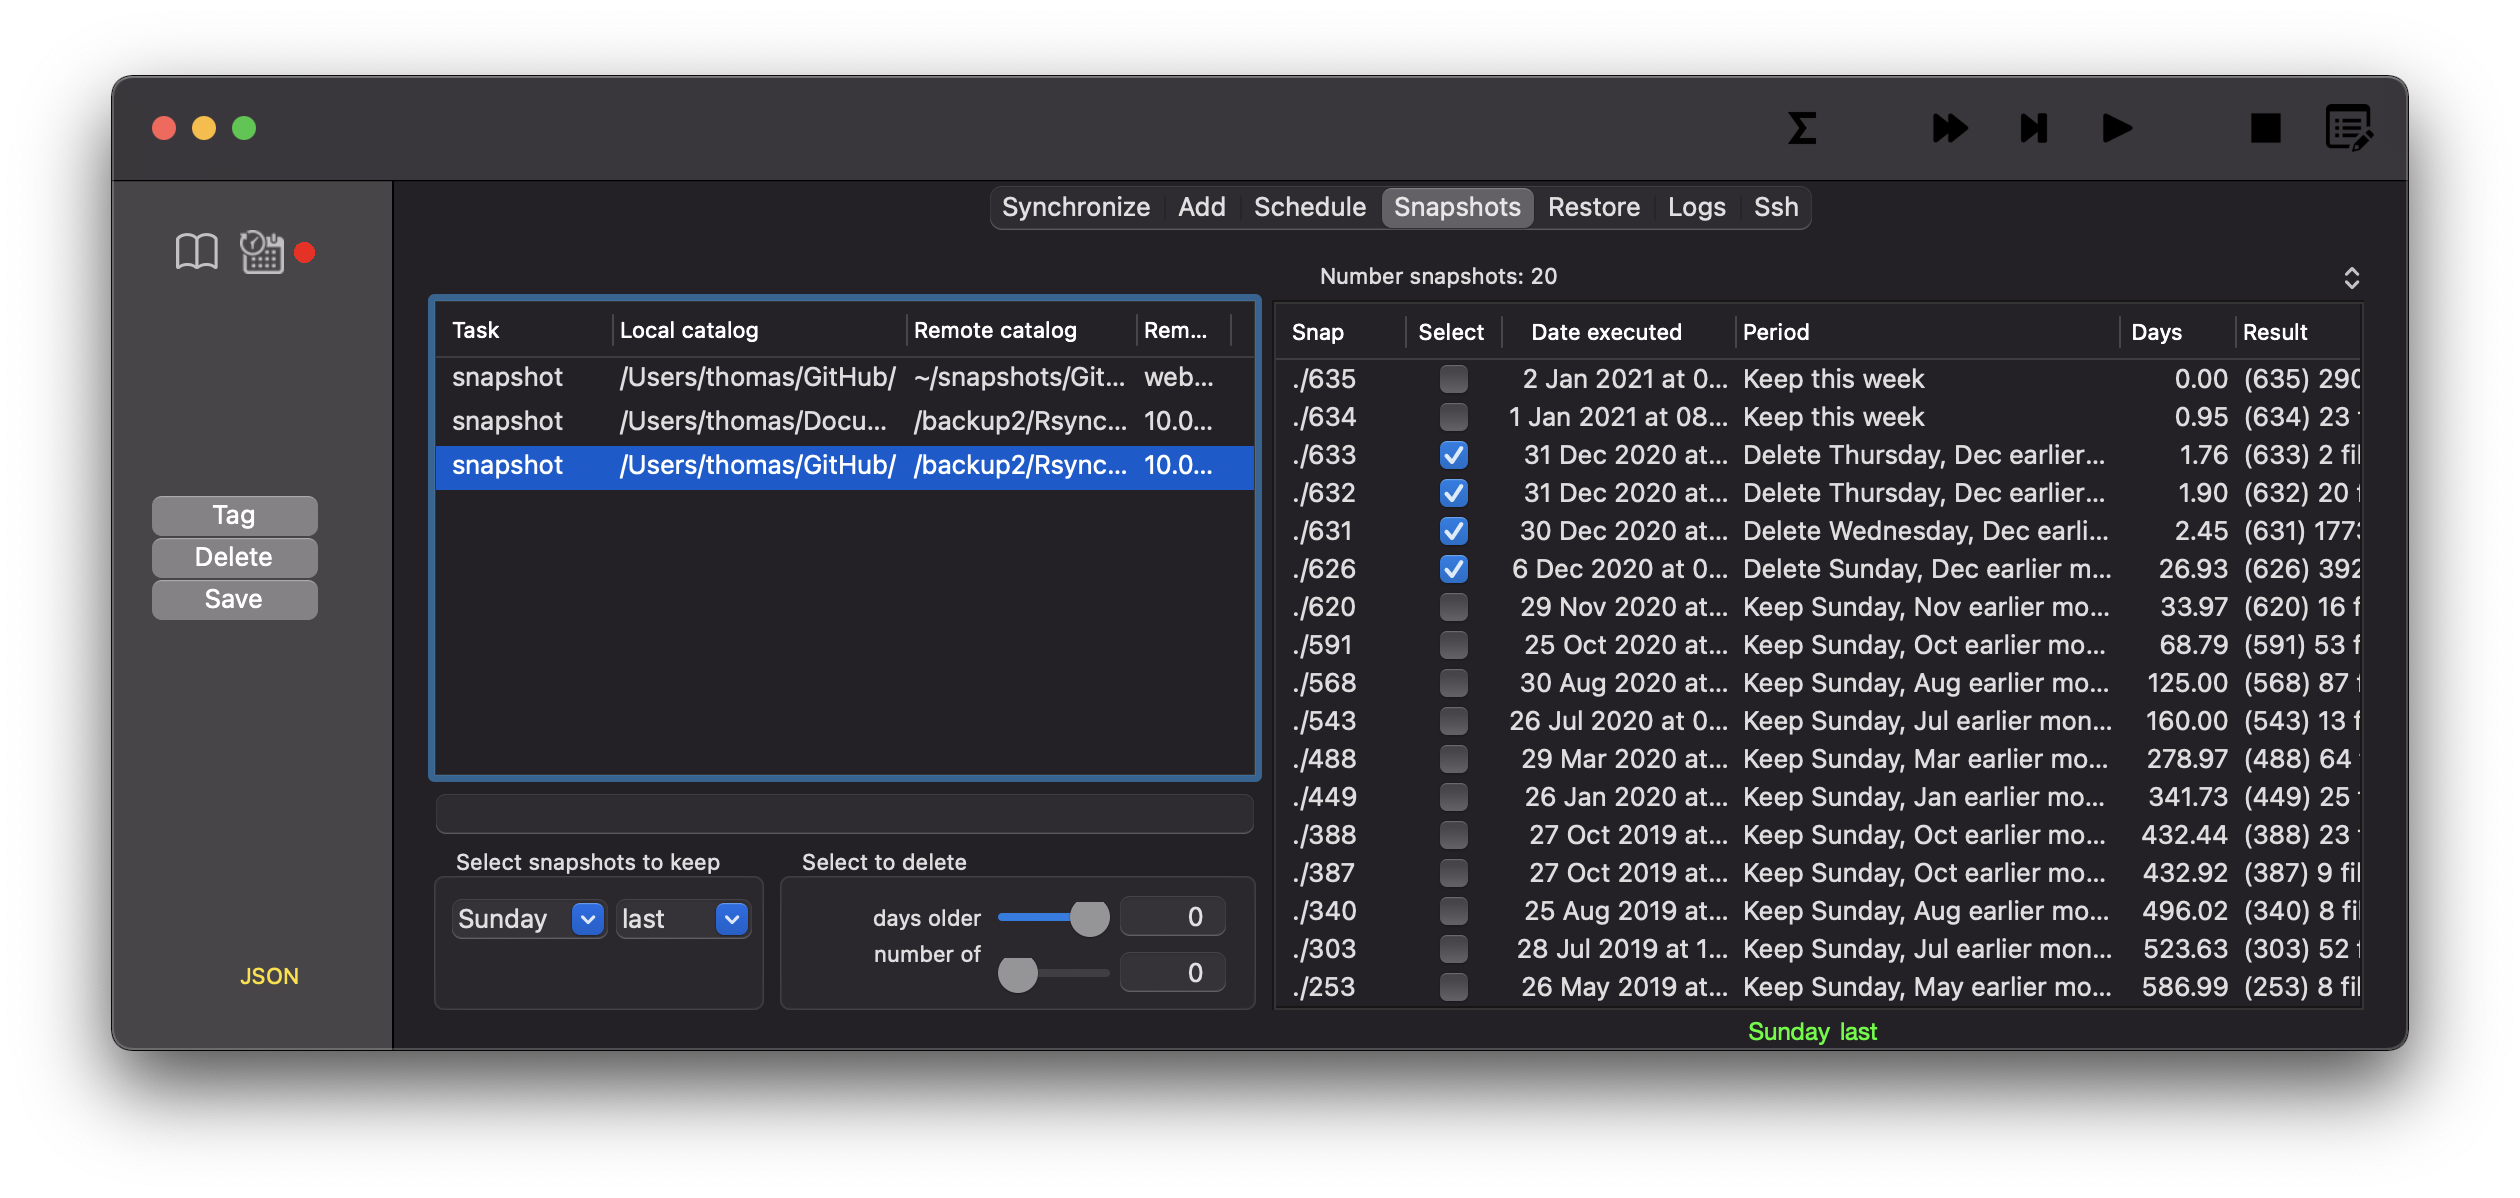 Synchronize Add Schedule Snapshots Restore Logs Ssh
Number snapshots: 20
Task Local catalog Remote catalog Rem...
snapshot /Users/thomas/GitHub/ ~/snapshots/Git... web...
snapshot /Users/thomas/Docu... /backup2/Rsync... 10.0...
snapshot /Users/thomas/GitHub/ /backup2/Rsync... 10.0...
Tag
Delete
Save
JSON
Select snapshots to keep
Sunday last
Select to delete
days older 0
number of 0
Snap Select Date executed Period Days Result
./635 2 Jan 2021 at 0... Keep this week 0.00 (635) 290
./634 1 Jan 2021 at 08... Keep this week 0.95 (634) 23
./633 31 Dec 2020 at... Delete Thursday, Dec earlier... 1.76 (633) 2 fil
./632 31 Dec 2020 at... Delete Thursday, Dec earlier... 1.90 (632) 20
./631 30 Dec 2020 at... Delete Wednesday, Dec earli... 2.45 (631) 1773
./626 6 Dec 2020 at 0... Delete Sunday, Dec earlier m... 26.93 (626) 392
./620 29 Nov 2020 at... Keep Sunday, Nov earlier mo... 33.97 (620) 16 f
./591 25 Oct 2020 at... Keep Sunday, Oct earlier mo... 68.79 (591) 53 f
./568 30 Aug 2020 at... Keep Sunday, Aug earlier mo... 125.00 (568) 87
./543 26 Jul 2020 at 0... Keep Sunday, Jul earlier mon... 160.00 (543) 13 f
./488 29 Mar 2020 at... Keep Sunday, Mar earlier mo... 278.97 (488) 64
./449 26 Jan 2020 at... Keep Sunday, Jan earlier mo... 341.73 (449) 25
./388 27 Oct 2019 at... Keep Sunday, Oct earlier mo... 432.44 (388) 23
./387 27 Oct 2019 at... Keep Sunday, Oct earlier mo... 432.92 (387) 9 fil
./340 25 Aug 2019 at... Keep Sunday, Aug earlier mo... 496.02 (340) 8 fil
./303 28 Jul 2019 at 1... Keep Sunday, Jul earlier mon... 523.63 (303) 52 f
./253 26 May 2019 at... Keep Sunday, May earlier mo... 586.99 (253) 8 fil
Sunday last